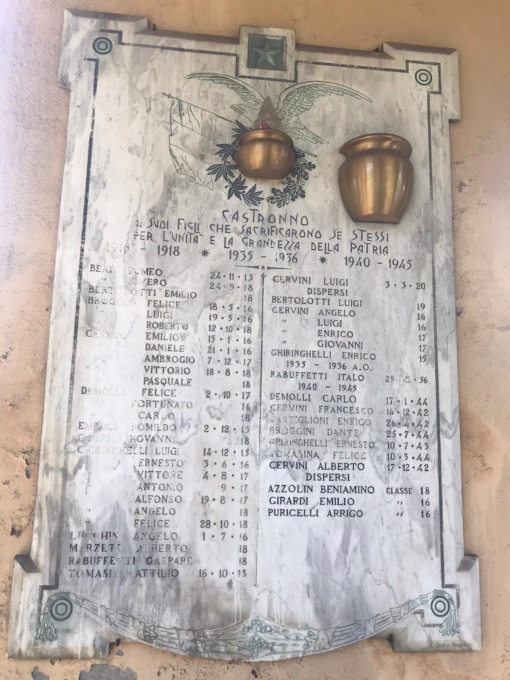 CASTRONNO
AI SUOI FIGLI CHE SACRIFICARONO SE STESSI
PER L'UNITÀ E LA GRANDEZZA DELLA PATRIA
1915 - 1918 * 1935 - 1936 * 1940 - 1945
ROMEO 24·11·15
24·9·18
BERTOLOTTI EMILIO 18
BROGGINI FELICE 18·5·16
" LUIGI 19·5·16
" ROBERTO 12·10·18
EMILIO 15·1·16
DANIELE 21·1·16
AMBROGIO 7·12·17
VITTORIO 18·8·18
PASQUALE 18
DEMOLLI FELICE 2·10·17
FORTUNATO 16
CARLO 18
ROMILDO 2·12·15
GIOVANNI 18
GHIRINGHELLI LUIGI 14·12·15
" ERNESTO 3·6·16
" VITTORE 4·8·17
" ANTONIO 9·17
" ALFONSO 19·8·17
" ANGELO 18
" FELICE 28·10·18
ANGELO 1·7·16
ALBERTO 18
RABUFFETTI GASPARE 18
TOMASINA ATTILIO 16·10·15
CERVINI LUIGI 3·3·20
DISPERSI
BERTOLOTTI LUIGI 19
CERVINI ANGELO 16
" LUIGI 16
" ENRICO 17
" GIOVANNI 17
GHIRINGHELLI ENRICO 15
1935 - 1936 A.O.
RABUFFETTI ITALO 36
1940 - 1945
DEMOLLI CARLO 17·1·44
CERVINI FRANCESCO 16·12·42
CASTIGLIONI ENRICO 26·4·42
BROGGINI DANTE 25·7·44
GHIRINGHELLI ERNESTO 10·7·43
TOMASINA FELICE 10·3·44
CERVINI ALBERTO 17·12·42
DISPERSI
AZZOLIN BENIAMINO CLASSE 18
GIRARDI EMILIO " 16
PURICELLI ARRIGO " 16